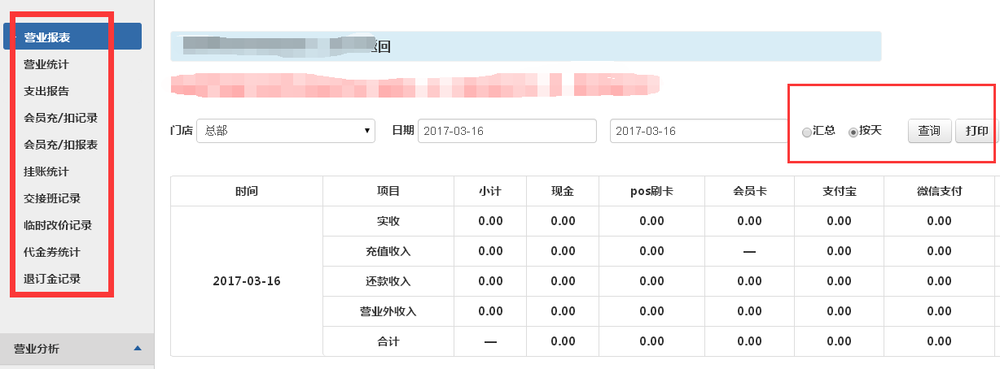 营业报表
营业统计
支出报告
会员充/扣记录
会员充/扣报表
挂账统计
交接班记录
临时改价记录
代金券统计
退订金记录
营业分析
回
门店 总部 日期 2017-03-16 2017-03-16 汇总 按天 查询 打印
时间 项目 小计 现金 pos刷卡 会员卡 支付宝 微信支付
实收 0.00 0.00 0.00 0.00 0.00 0.00
充值收入 0.00 0.00 0.00 — 0.00 0.00
2017-03-16 还款收入 0.00 0.00 0.00 0.00 0.00 0.00
营业外收入 0.00 0.00 0.00 0.00 0.00 0.00
合计 — 0.00 0.00 0.00 0.00 0.00